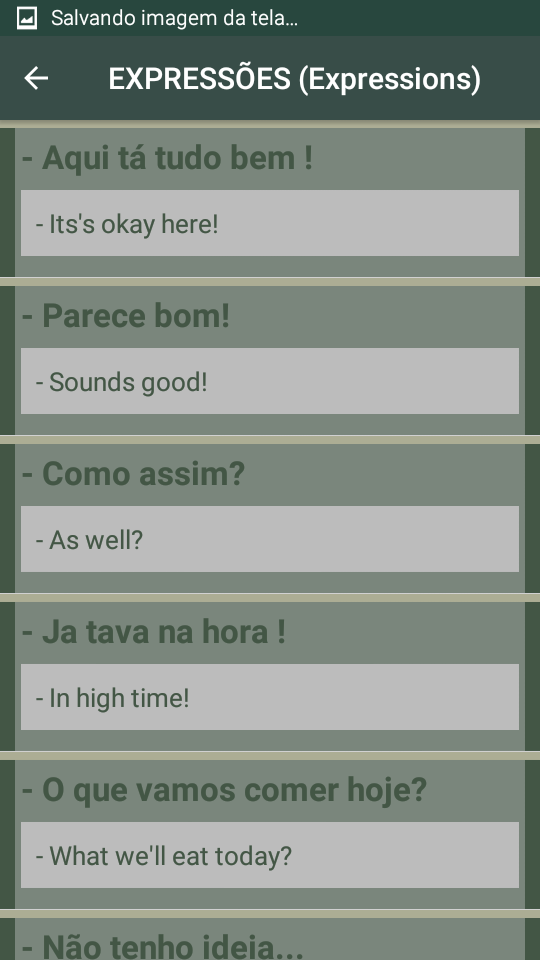 Salvando imagem da tela...
EXPRESSÕES (Expressions)
- Aqui tá tudo bem !
- Its's okay here!
- Parece bom!
- Sounds good!
- Como assim?
- As well?
- Ja tava na hora !
- In high time!
- O que vamos comer hoje?
- What we'll eat today?
- Não tenho ideia...